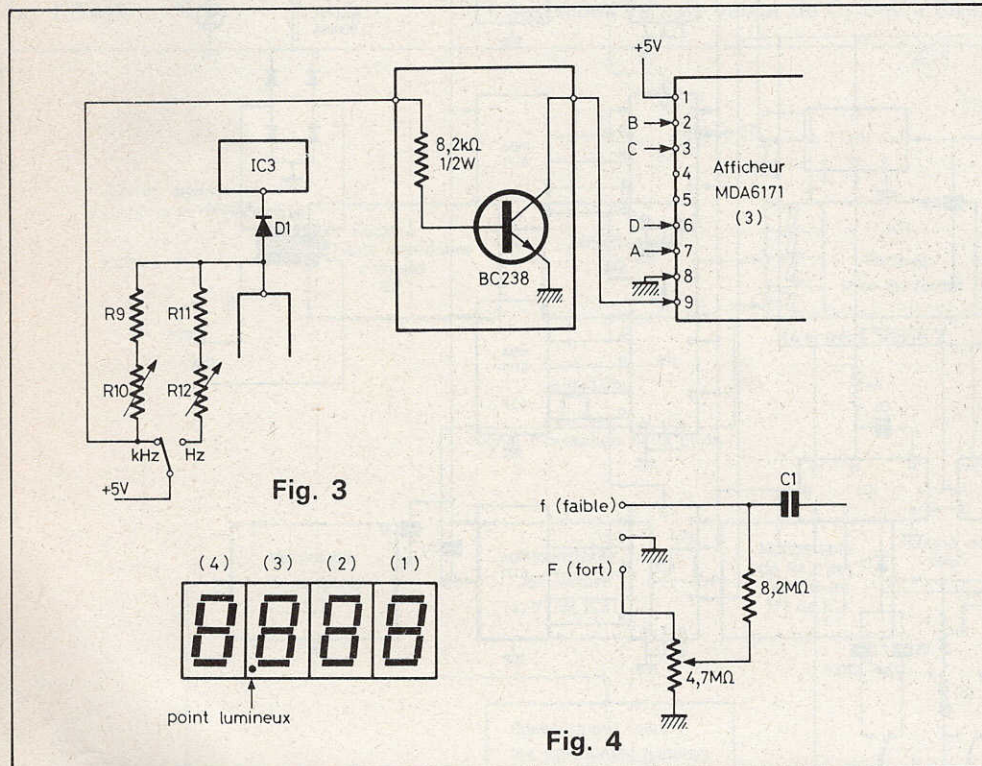 +5V
1
B
2
C
3
4
5
D
6
A
7
8
9
Afficheur
MDA6171
(3)
8,2kΩ
1/2W
BC238
IC3
D1
R9
R11
R10
R12
kHz
Hz
+5V
Fig. 3
(4) (3) (2) (1)
point lumineux
f (faible)
C1
F (fort)
8,2MΩ
4,7MΩ
Fig. 4